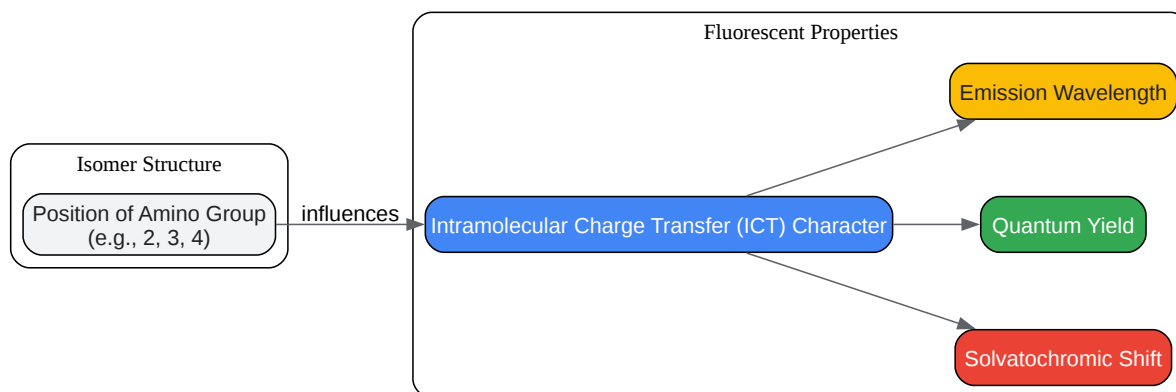 Fluorescent Properties
Emission Wavelength
Isomer Structure
Position of Amino Group
(e.g., 2, 3, 4)
influences
Intramolecular Charge Transfer (ICT) Character
Quantum Yield
Solvatochromic Shift